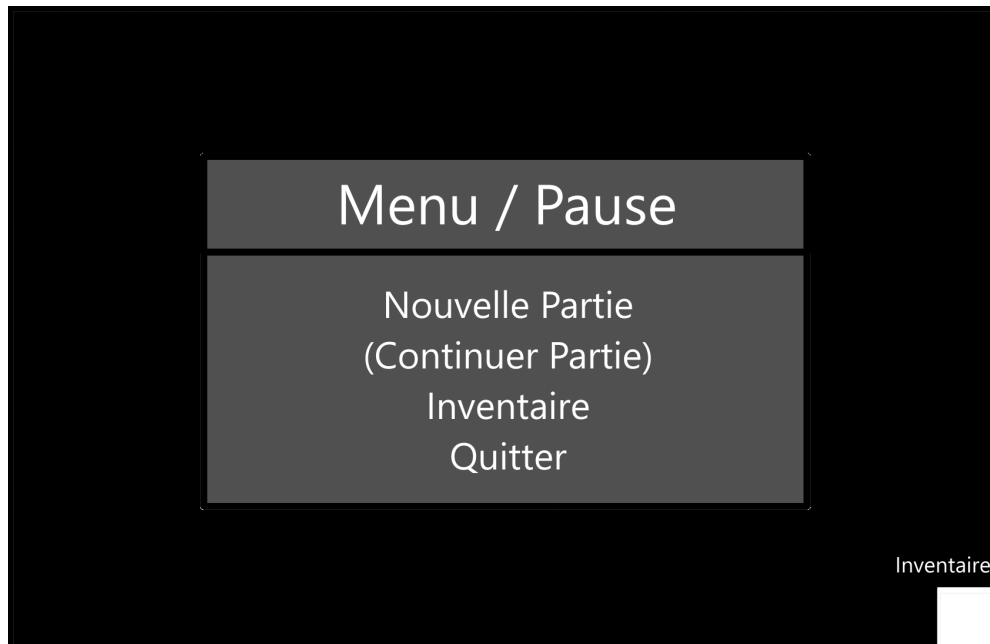 Menu / Pause
Nouvelle Partie
(Continuer Partie)
Inventaire
Quitter
Inventaire